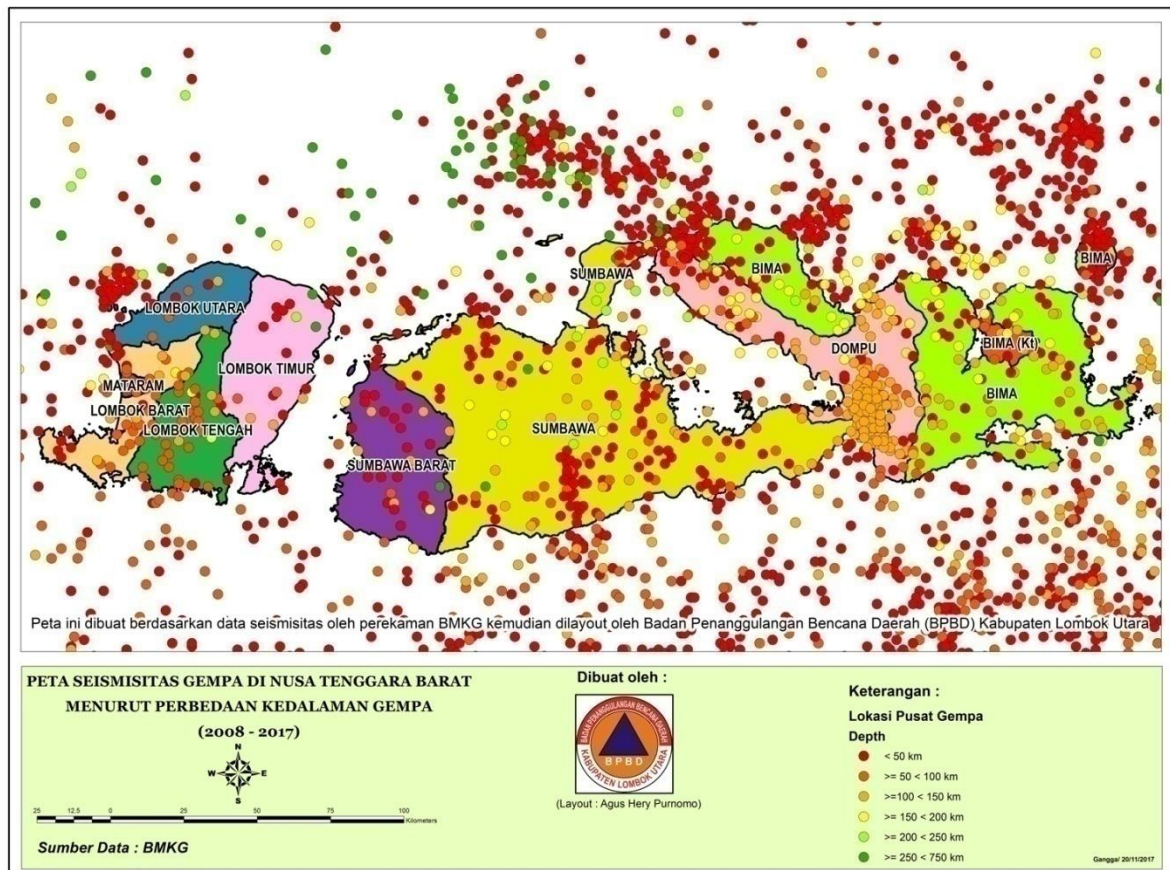 SUMBAWA
BIMA
BIMA
LOMBOK UTARA
BIMA (Kt)
DOMPU
LOMBOK TIMUR
MATARAM
BIMA
LOMBOK BARAT
LOMBOK TENGAH
SUMBAWA
SUMBAWA BARAT
Peta ini dibuat berdasarkan data seismisitas oleh perekaman BMKG kemudian dilayout oleh Badan Penanggulangan Bencana Daerah (BPBD) Kabupaten Lombok Utara
PETA SEISMISITAS GEMPA DI NUSA TENGGARA BARAT
MENURUT PERBEDAAN KEDALAMAN GEMPA
(2008 - 2017)
N
W E
S
25 12.5 0 25 50 75 100
Kilometers
Sumber Data : BMKG
Dibuat oleh :
BADAN PENANGGULANGAN BENCANA DAERAH
BPBD
KABUPATEN LOMBOK UTARA
(Layout : Agus Hery Purnomo)
Keterangan :
Lokasi Pusat Gempa
Depth
< 50 km
>= 50 < 100 km
>=100 < 150 km
>= 150 < 200 km
>= 200 < 250 km
>= 250 < 750 km
Gangga/ 20/11/2017